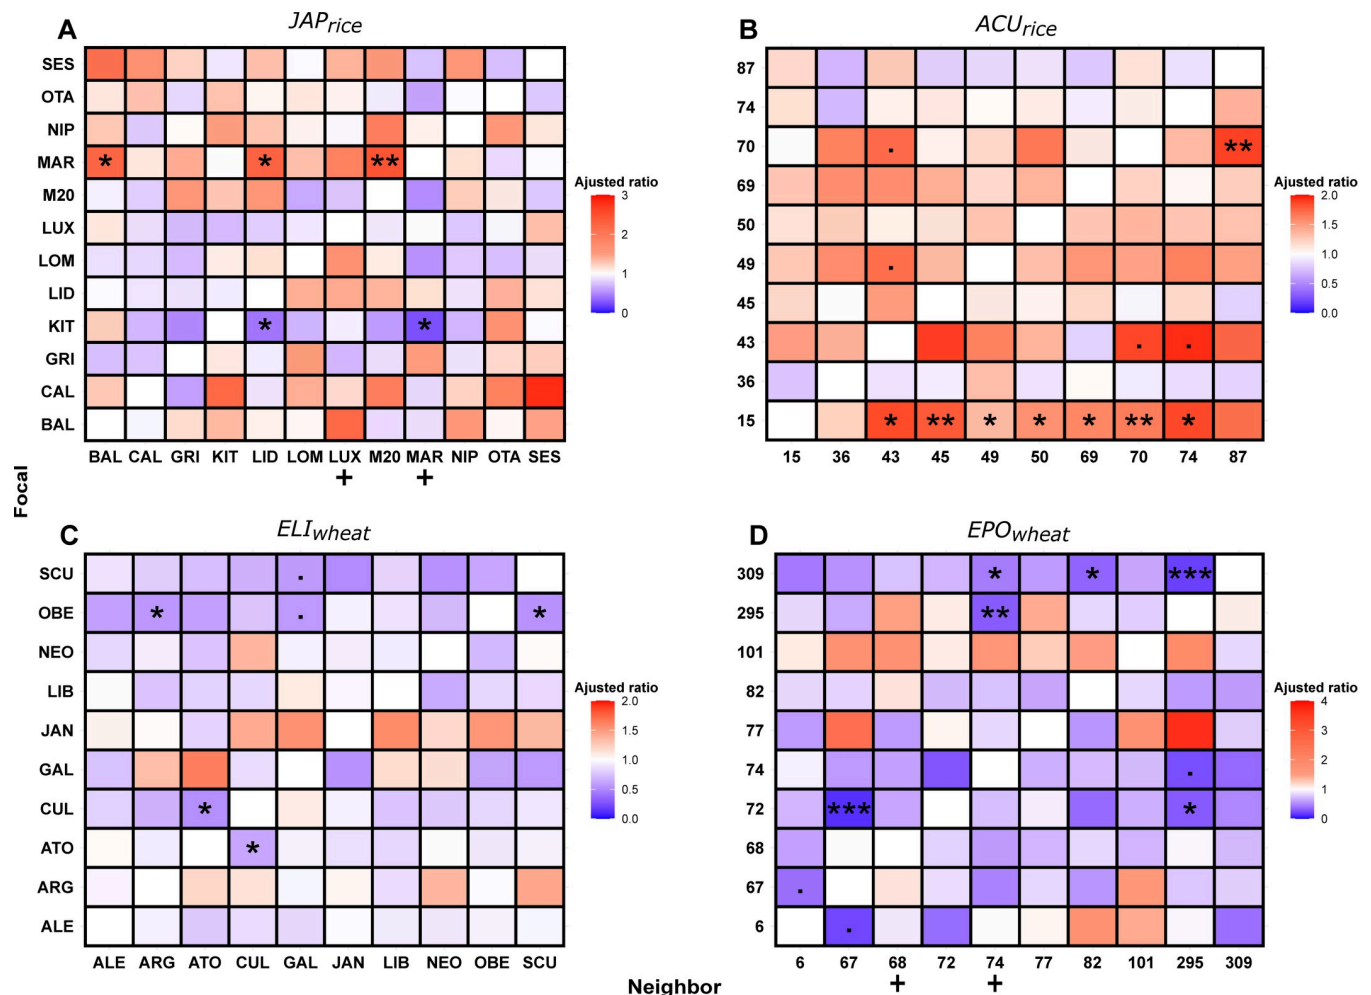 A
JAPrice
SES
OTA
NIP
MAR * * **
M20
LUX
LOM
LID
KIT * *
GRI
CAL
BAL
BAL CAL GRI KIT LID LOM LUX M20 MAR NIP OTA SES
+ +
Adjusted ratio
3
2
1
0
B
ACUrice
87
74
70 . **
69
50
49 .
45
43 . .
36
15 * ** * * * ** *
15 36 43 45 49 50 69 70 74 87
Adjusted ratio
2.0
1.5
1.0
0.5
0.0
Focal
C
ELIwheat
SCU .
OBE * . *
NEO
LIB
JAN
GAL
CUL *
ATO *
ARG
ALE
ALE ARG ATO CUL GAL JAN LIB NEO OBE SCU
Adjusted ratio
2.0
1.5
1.0
0.5
0.0
D
EPOwheat
309 * * ***
295 **
101
82
77
74 .
72 *** *
68
67 .
6 .
6 67 68 72 74 77 82 101 295 309
+ +
Adjusted ratio
4
3
2
1
0
Neighbor